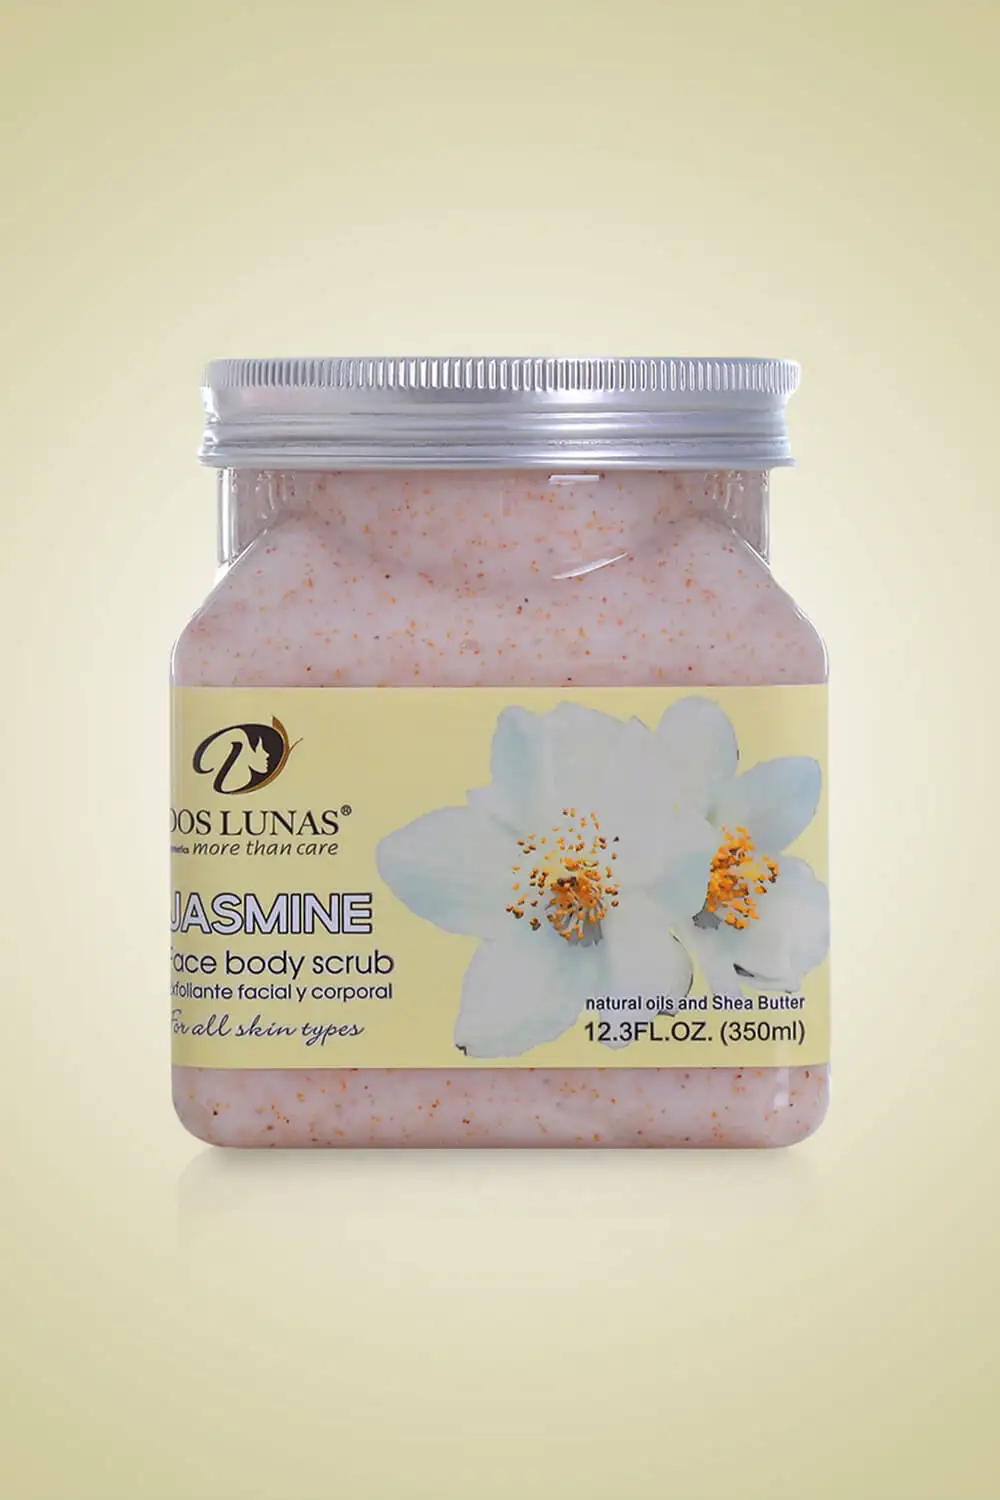 DOS LUNAS®
more than care
JASMINE
Face body scrub
exfoliante facial y corporal
For all skin types
natural oils and Shea Butter
12.3FL.OZ. (350ml)